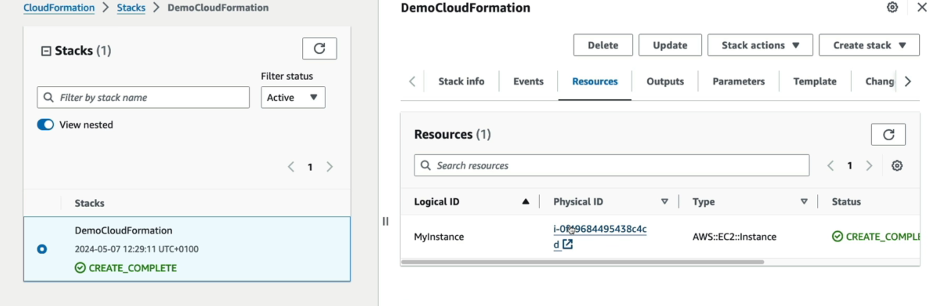 CloudFormation > Stacks > DemoCloudFormation
Stacks (1)
Filter status
Filter by stack name
Active
View nested
1
Stacks
DemoCloudFormation
2024-05-07 12:29:11 UTC+0100
CREATE_COMPLETE
DemoCloudFormation
Delete Update Stack actions Create stack
Stack info Events Resources Outputs Parameters Template Chang
Resources (1)
Search resources
1
Logical ID Physical ID Type Status
MyInstance AWS::EC2::Instance CREATE_COMPLE